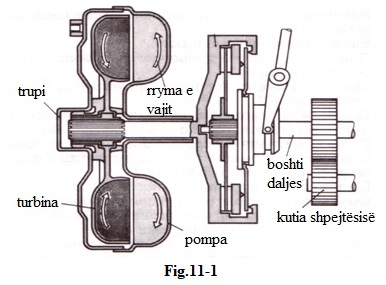 trupi
rryma e
vajit
boshti
daljes
turbina
kutia shpejtësisë
pompa
Fig.11-1